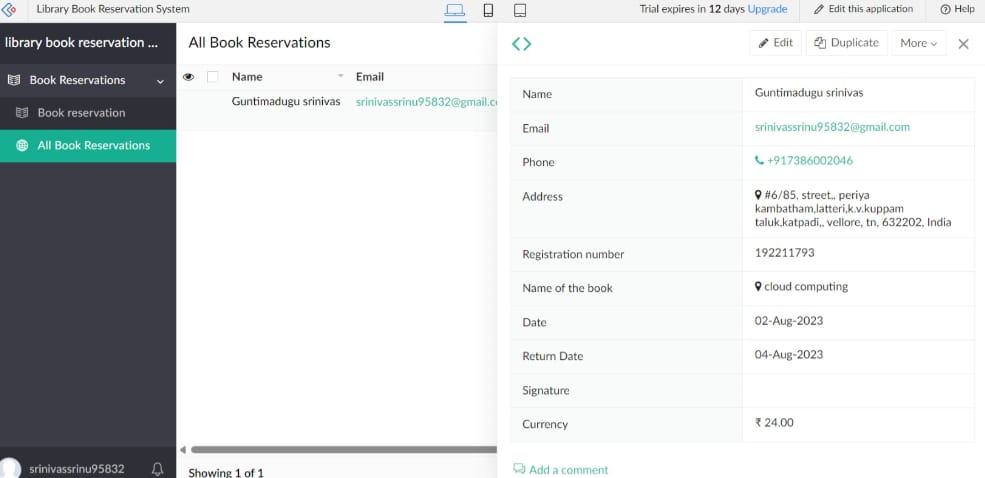 Library Book Reservation System
Trial expires in 12 days Upgrade
Edit this application
Help
library book reservation ...
Book Reservations
Book reservation
All Book Reservations
srinivassrinu95832
All Book Reservations
Name Email
Guntimadugu srinivas srinivassrinu95832@gmail.c
Showing 1 of 1
Edit Duplicate More
Name Guntimadugu srinivas
Email srinivassrinu95832@gmail.com
Phone +917386002046
Address #6/85, street,, periya
kambatham,latteri,k.v.kuppam
taluk,katpadi,, vellore, tn, 632202, India
Registration number 192211793
Name of the book cloud computing
Date 02-Aug-2023
Return Date 04-Aug-2023
Signature
Currency ₹ 24.00
Add a comment